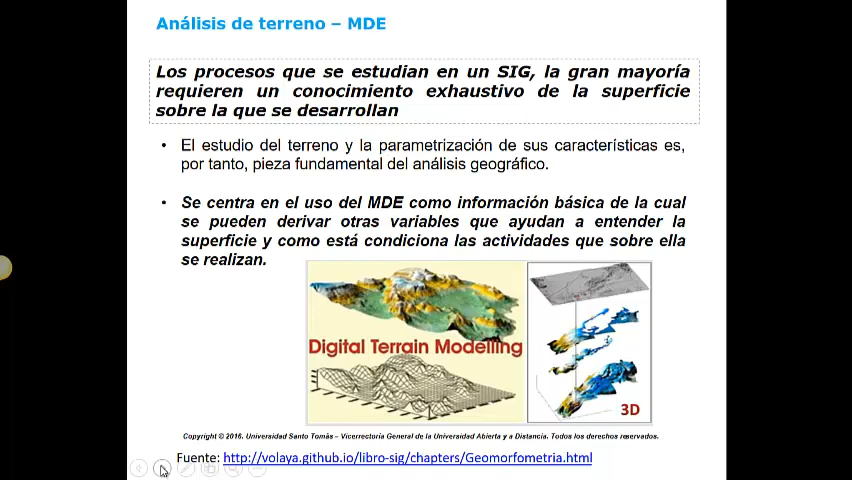 Análisis de terreno – MDE
Los procesos que se estudian en un SIG, la gran mayoría
requieren un conocimiento exhaustivo de la superficie
sobre la que se desarrollan
• El estudio del terreno y la parametrización de sus características es,
por tanto, pieza fundamental del análisis geográfico.
• Se centra en el uso del MDE como información básica de la cual
se pueden derivar otras variables que ayudan a entender la
superficie y como está condiciona las actividades que sobre ella
se realizan.
Digital Terrain Modelling
3D
Copyright © 2016. Universidad Santo Tomás – Vicerrectoría General de la Universidad Abierta y a Distancia. Todos los derechos reservados.
Fuente: http://volaya.github.io/libro-sig/chapters/Geomorfometria.html